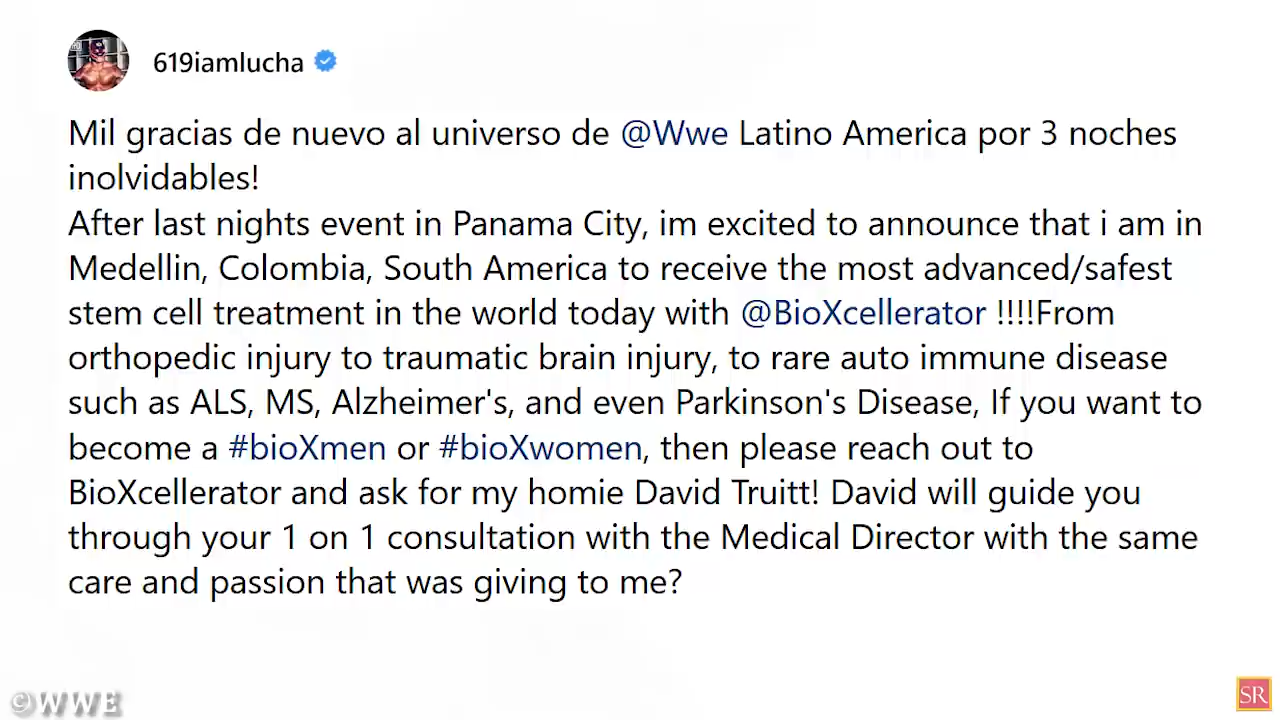 619iamlucha
Mil gracias de nuevo al universo de @Wwe Latino America por 3 noches
inolvidables!
After last nights event in Panama City, im excited to announce that i am in
Medellin, Colombia, South America to receive the most advanced/safest
stem cell treatment in the world today with @BioXcellerator !!!!From
orthopedic injury to traumatic brain injury, to rare auto immune disease
such as ALS, MS, Alzheimer's, and even Parkinson's Disease, If you want to
become a #bioXmen or #bioXwomen, then please reach out to
BioXcellerator and ask for my homie David Truitt! David will guide you
through your 1 on 1 consultation with the Medical Director with the same
care and passion that was giving to me?
©WWE
SR